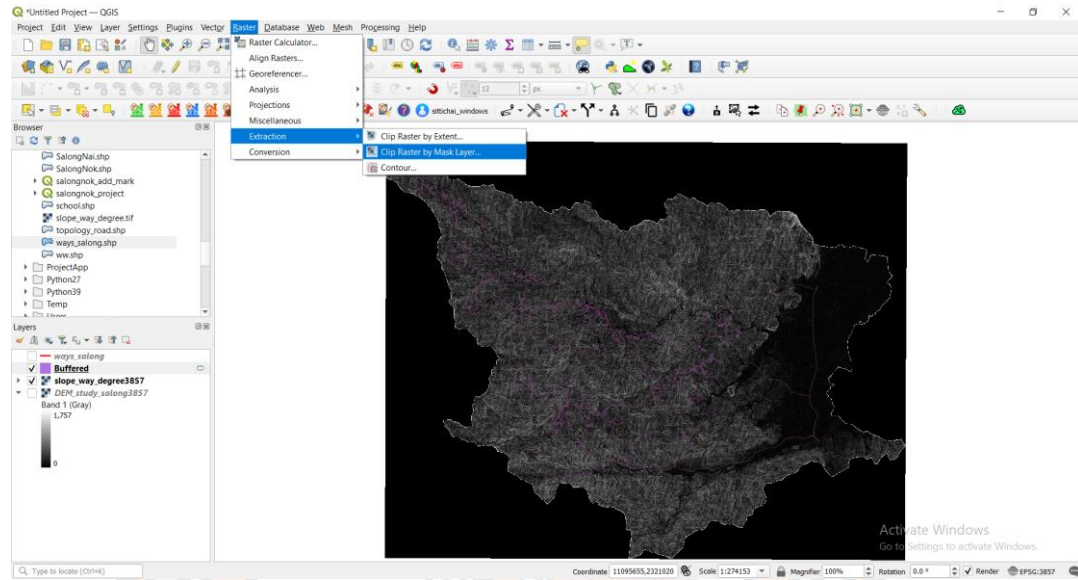 *Untitled Project — QGIS
Project Edit View Layer Settings Plugins Vector Raster Database Web Mesh Processing Help
Raster Calculator...
Align Rasters...
Georeferencer...
Analysis
Projections
Miscellaneous
Extraction
Conversion
Clip Raster by Extent...
Clip Raster by Mask Layer...
Contour...
12
px
sittichai_windows
Browser
SalongNai.shp
SalongNok.shp
salongnok_add_mark
salongnok_project
school.shp
slope_way_degree.tif
topology_road.shp
ways_salong.shp
ww.shp
ProjectApp
Python27
Python39
Temp
Users
Layers
ways_salong
Buffered
slope_way_degree3857
DEM_study_salong3857
Band 1 (Gray)
1,757
0
Activate Windows
Go to Settings to activate Windows.
Type to locate (Ctrl+K)
Coordinate 11095655,2321020 Scale 1:274153 Magnifier 100% Rotation 0.0 ° Render EPSG:3857